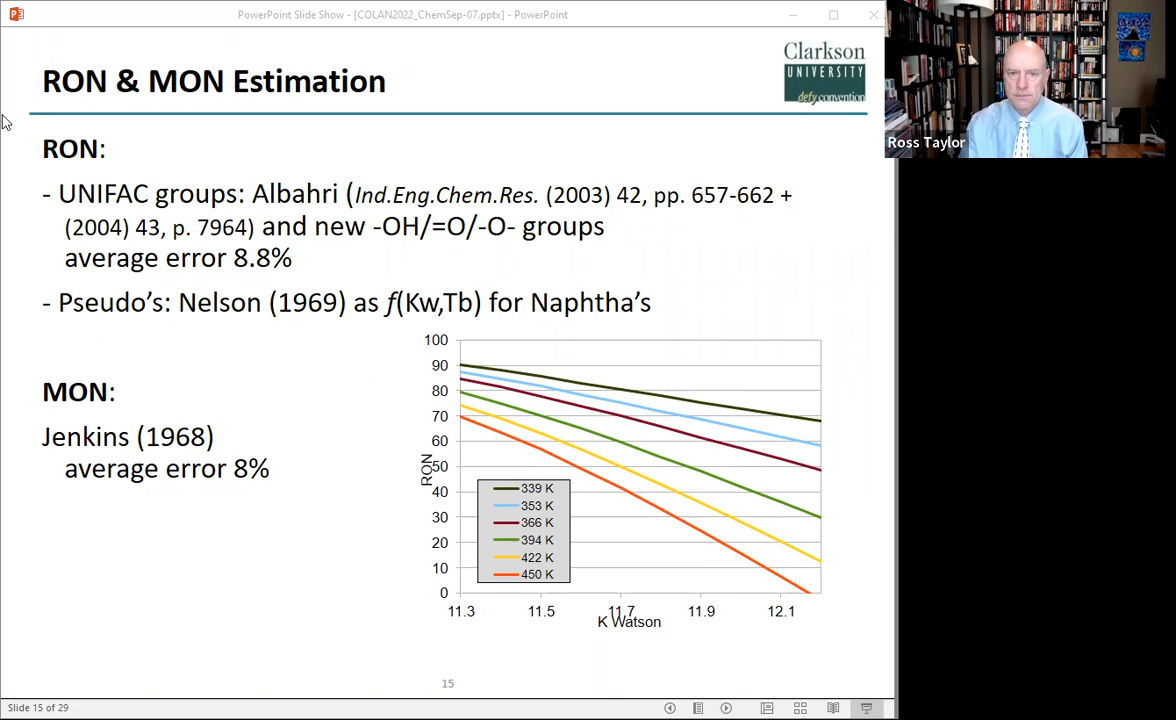 PowerPoint Slide Show - [COLAN2022_ChemSep-07.pptx] - PowerPoint
RON & MON Estimation
Clarkson
UNIVERSITY
defy convention
Ross Taylor
RON:
- UNIFAC groups: Albahri (Ind.Eng.Chem.Res. (2003) 42, pp. 657-662 +
(2004) 43, p. 7964) and new -OH/=O/-O- groups
average error 8.8%
- Pseudo's: Nelson (1969) as f(Kw,Tb) for Naphtha's
MON:
Jenkins (1968)
average error 8%
100
90
80
70
60
50
40
30
20
10
0
RON
339 K
353 K
366 K
394 K
422 K
450 K
11.3 11.5 11.7 11.9 12.1
K Watson
15
Slide 15 of 29